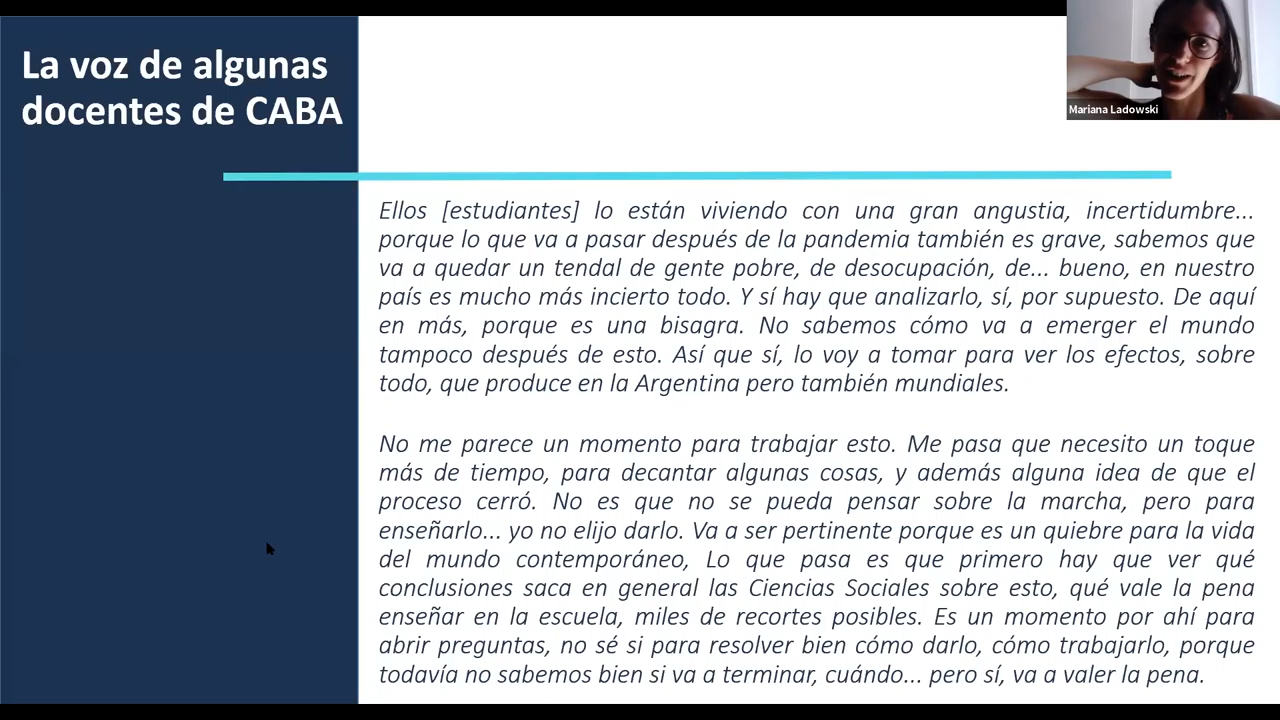 La voz de algunas
docentes de CABA
Mariana Ladowski
Ellos [estudiantes] lo están viviendo con una gran angustia, incertidumbre...
porque lo que va a pasar después de la pandemia también es grave, sabemos que
va a quedar un tendal de gente pobre, de desocupación, de... bueno, en nuestro
país es mucho más incierto todo. Y sí hay que analizarlo, sí, por supuesto. De aquí
en más, porque es una bisagra. No sabemos cómo va a emerger el mundo
tampoco después de esto. Así que sí, lo voy a tomar para ver los efectos, sobre
todo, que produce en la Argentina pero también mundiales.
No me parece un momento para trabajar esto. Me pasa que necesito un toque
más de tiempo, para decantar algunas cosas, y además alguna idea de que el
proceso cerró. No es que no se pueda pensar sobre la marcha, pero para
enseñarlo... yo no elijo darlo. Va a ser pertinente porque es un quiebre para la vida
del mundo contemporáneo, Lo que pasa es que primero hay que ver qué
conclusiones saca en general las Ciencias Sociales sobre esto, qué vale la pena
enseñar en la escuela, miles de recortes posibles. Es un momento por ahí para
abrir preguntas, no sé si para resolver bien cómo darlo, cómo trabajarlo, porque
todavía no sabemos bien si va a terminar, cuándo... pero sí, va a valer la pena.